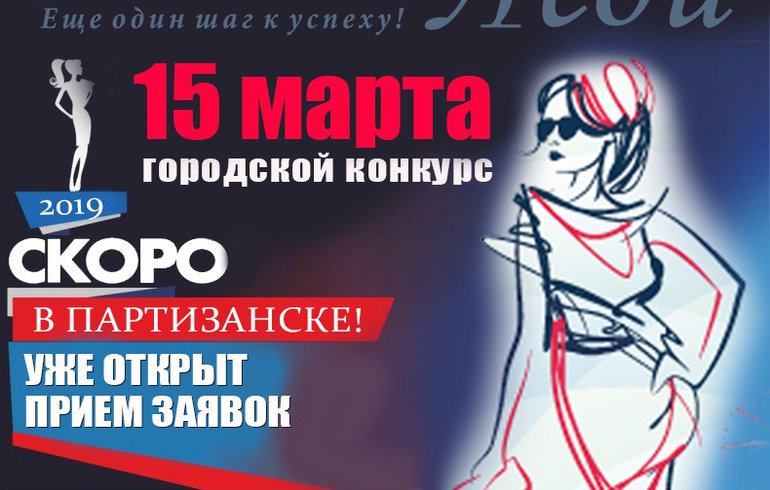 Еще один шаг к успеху!
15 марта
городской конкурс
2019
СКОРО
В ПАРТИЗАНСКЕ!
УЖЕ ОТКРЫТ
ПРИЕМ ЗАЯВОК